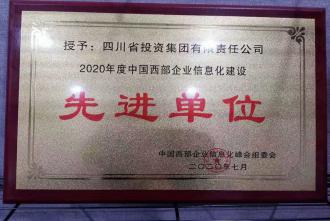 授予：四川省投资集团有限责任公司
2020年度中国西部企业信息化建设
先进单位
中国西部企业信息化峰会组委会
二〇二〇年七月